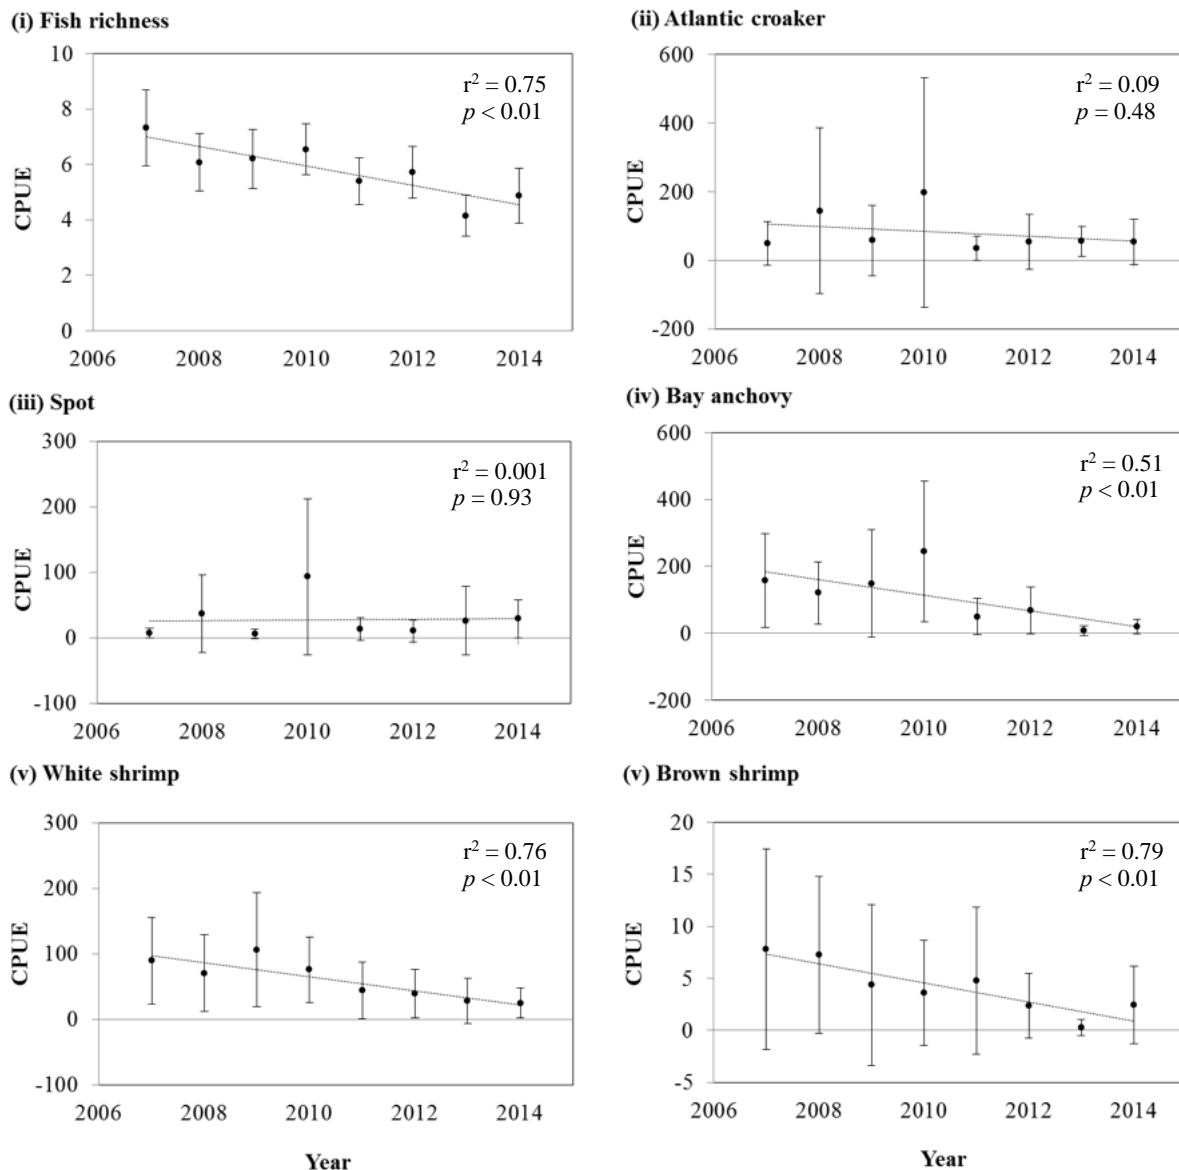 (i) Fish richness
CPUE
10
8
6
4
2
0
r² = 0.75
p < 0.01
2006 2008 2010 2012 2014
(ii) Atlantic croaker
CPUE
600
400
200
0
-200
r² = 0.09
p = 0.48
2006 2008 2010 2012 2014
(iii) Spot
CPUE
300
200
100
0
-100
r² = 0.001
p = 0.93
2006 2008 2010 2012 2014
(iv) Bay anchovy
CPUE
600
400
200
0
-200
r² = 0.51
p < 0.01
2006 2008 2010 2012 2014
(v) White shrimp
CPUE
300
200
100
0
-100
r² = 0.76
p < 0.01
2006 2008 2010 2012 2014
Year
(v) Brown shrimp
CPUE
20
15
10
5
0
-5
r² = 0.79
p < 0.01
2006 2008 2010 2012 2014
Year